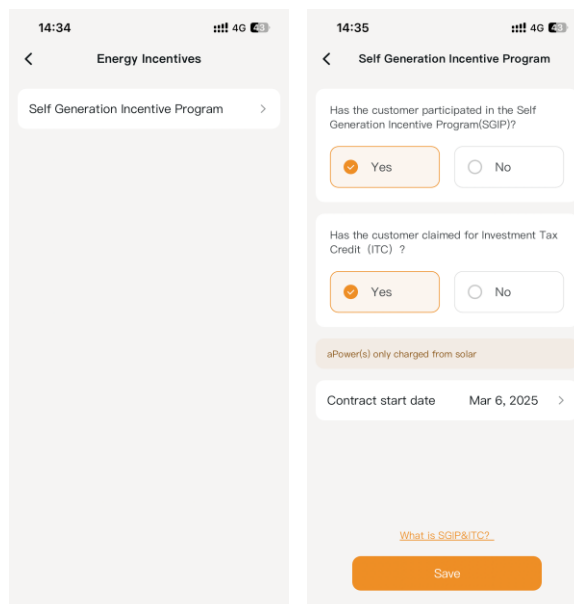 14:34
4G 43
Energy Incentives
Self Generation Incentive Program
14:35
4G 43
Self Generation Incentive Program
Has the customer participated in the Self
Generation Incentive Program(SGIP)?
Yes
No
Has the customer claimed for Investment Tax
Credit（ITC）?
Yes
No
aPower(s) only charged from solar
Contract start date
Mar 6, 2025
What is SGIP&ITC?
Save